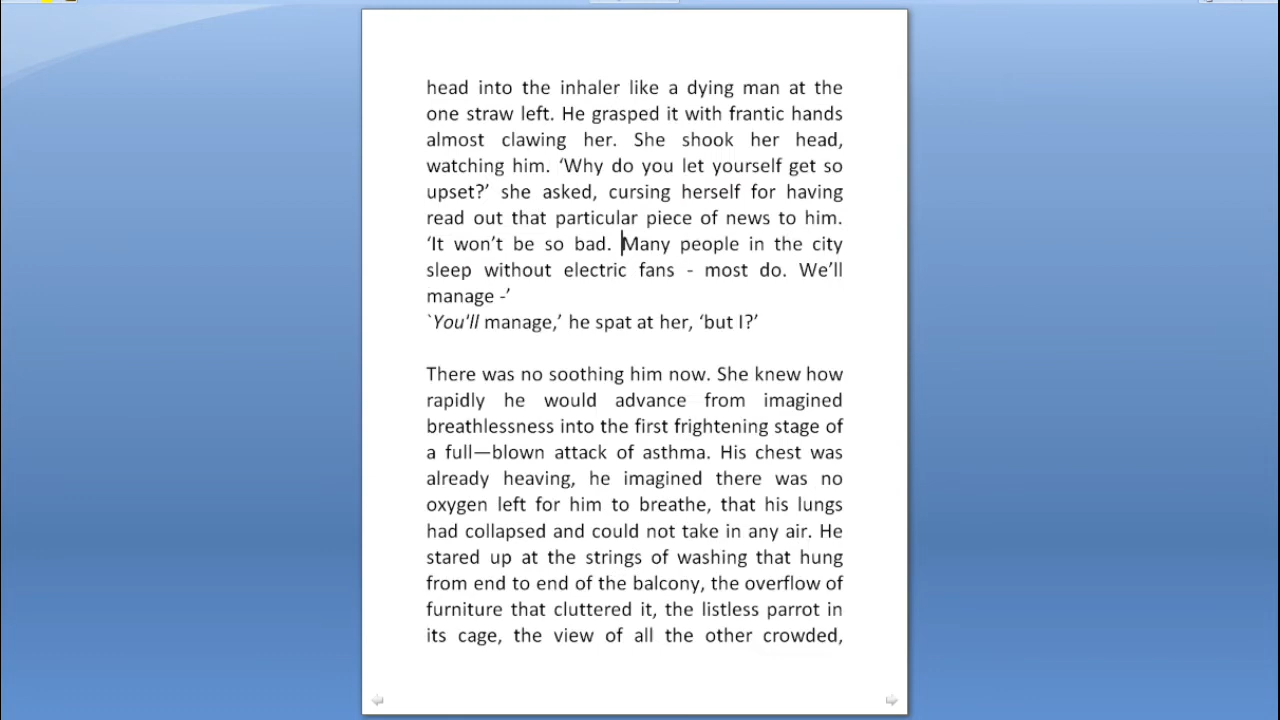 head into the inhaler like a dying man at the
one straw left. He grasped it with frantic hands
almost clawing her. She shook her head,
watching him. ‘Why do you let yourself get so
upset?’ she asked, cursing herself for having
read out that particular piece of news to him.
‘It won’t be so bad. Many people in the city
sleep without electric fans - most do. We’ll
manage -’
`You'll manage,’ he spat at her, ‘but I?’
There was no soothing him now. She knew how
rapidly he would advance from imagined
breathlessness into the first frightening stage of
a full—blown attack of asthma. His chest was
already heaving, he imagined there was no
oxygen left for him to breathe, that his lungs
had collapsed and could not take in any air. He
stared up at the strings of washing that hung
from end to end of the balcony, the overflow of
furniture that cluttered it, the listless parrot in
its cage, the view of all the other crowded,